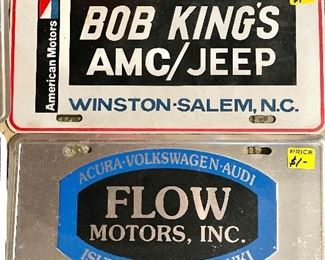 American Motors
BOB KING'S
AMC/JEEP
WINSTON-SALEM, N.C.
ACURA·VOLKSWAGEN·AUDI
FLOW
MOTORS, INC.
PRICE
$1-